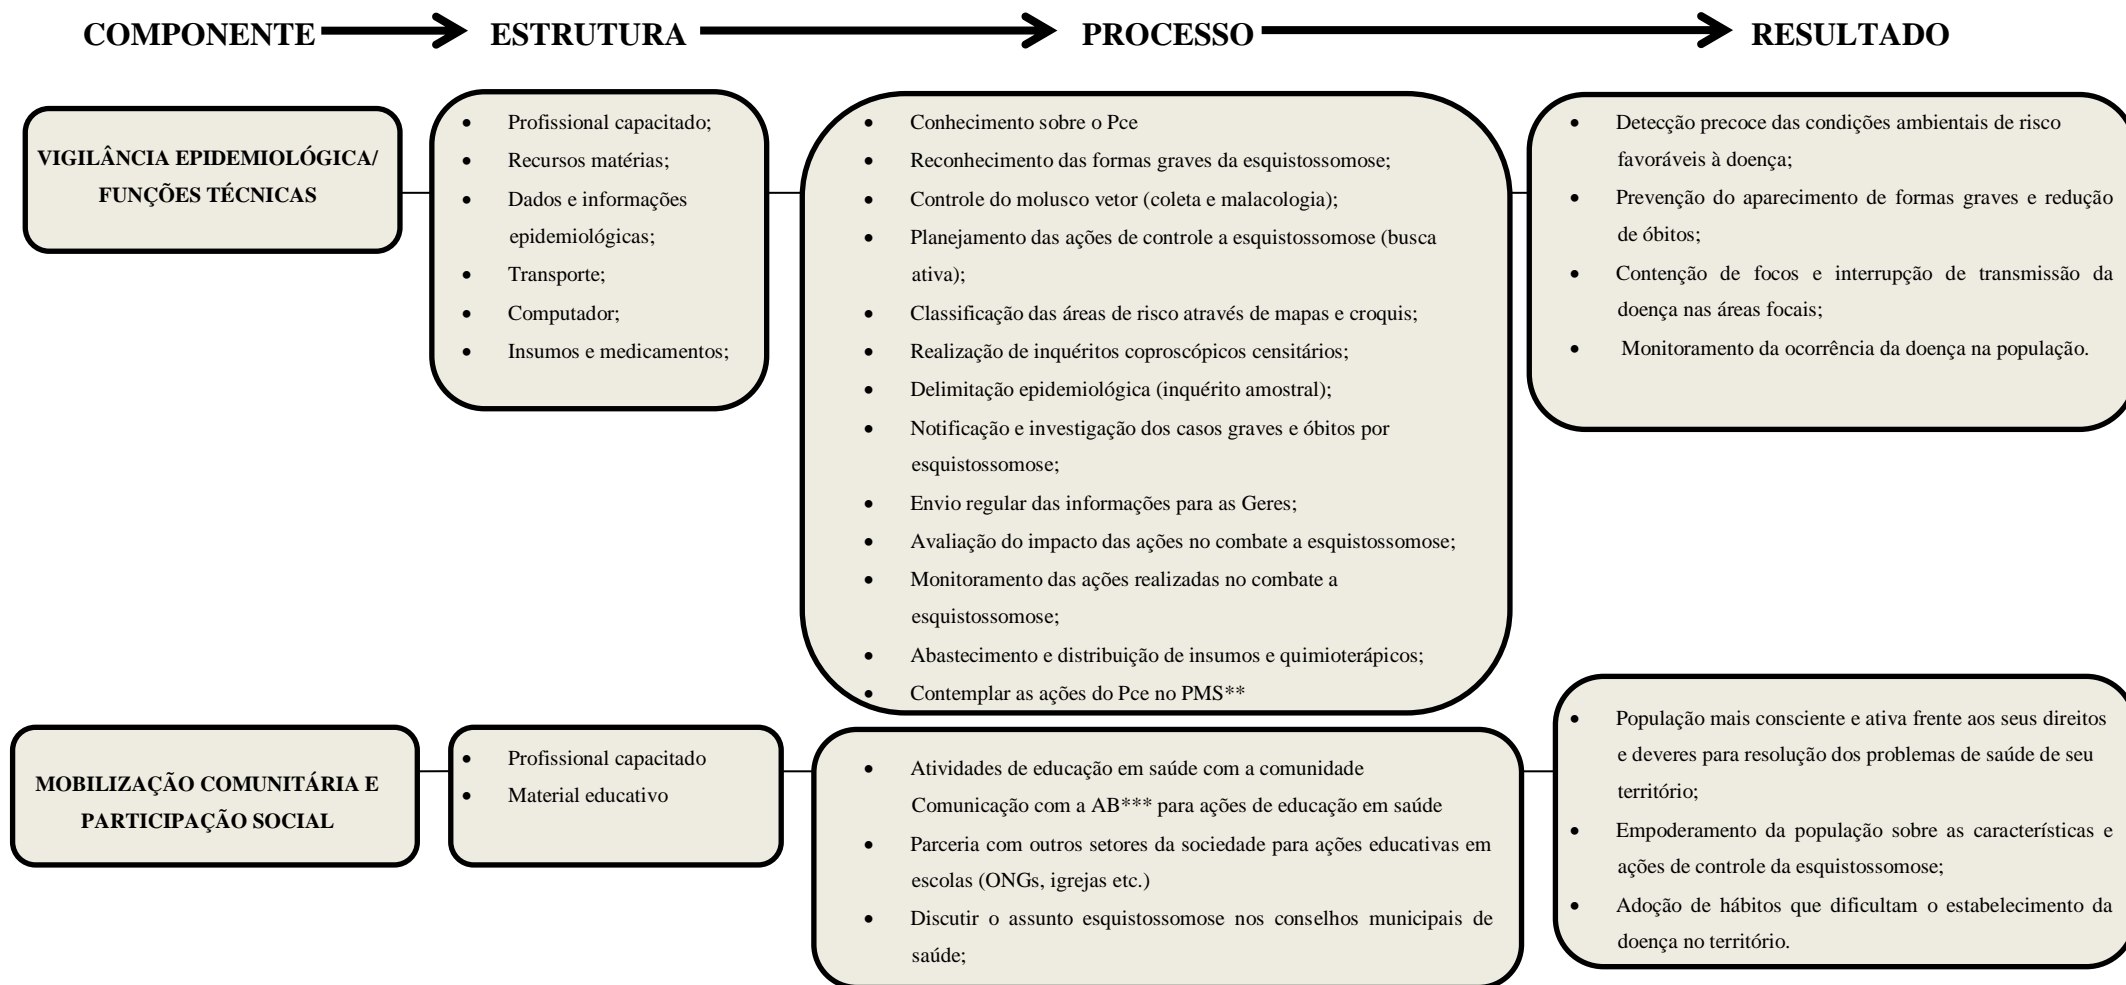 COMPONENTE ESTRUTURA PROCESSO RESULTADO
VIGILÂNCIA EPIDEMIOLÓGICA/
FUNÇÕES TÉCNICAS
• Profissional capacitado;
• Recursos matérias;
• Dados e informações
epidemiológicas;
• Transporte;
• Computador;
• Insumos e medicamentos;
• Conhecimento sobre o Pce
• Reconhecimento das formas graves da esquistossomose;
• Controle do molusco vetor (coleta e malacologia);
• Planejamento das ações de controle a esquistossomose (busca
ativa);
• Classificação das áreas de risco através de mapas e croquis;
• Realização de inquéritos coproscópicos censitários;
• Delimitação epidemiológica (inquérito amostral);
• Notificação e investigação dos casos graves e óbitos por
esquistossomose;
• Envio regular das informações para as Geres;
• Avaliação do impacto das ações no combate a esquistossomose;
• Monitoramento das ações realizadas no combate a
esquistossomose;
• Abastecimento e distribuição de insumos e quimioterápicos;
• Contemplar as ações do Pce no PMS**
• Detecção precoce das condições ambientais de risco
favoráveis à doença;
• Prevenção do aparecimento de formas graves e redução
de óbitos;
• Contenção de focos e interrupção de transmissão da
doença nas áreas focais;
• Monitoramento da ocorrência da doença na população.
MOBILIZAÇÃO COMUNITÁRIA E
PARTICIPAÇÃO SOCIAL
• Profissional capacitado
• Material educativo
• Atividades de educação em saúde com a comunidade
Comunicação com a AB*** para ações de educação em saúde
• Parceria com outros setores da sociedade para ações educativas em
escolas (ONGs, igrejas etc.)
• Discutir o assunto esquistossomose nos conselhos municipais de
saúde;
• População mais consciente e ativa frente aos seus direitos
e deveres para resolução dos problemas de saúde de seu
território;
• Empoderamento da população sobre as características e
ações de controle da esquistossomose;
• Adoção de hábitos que dificultam o estabelecimento da
doença no território.